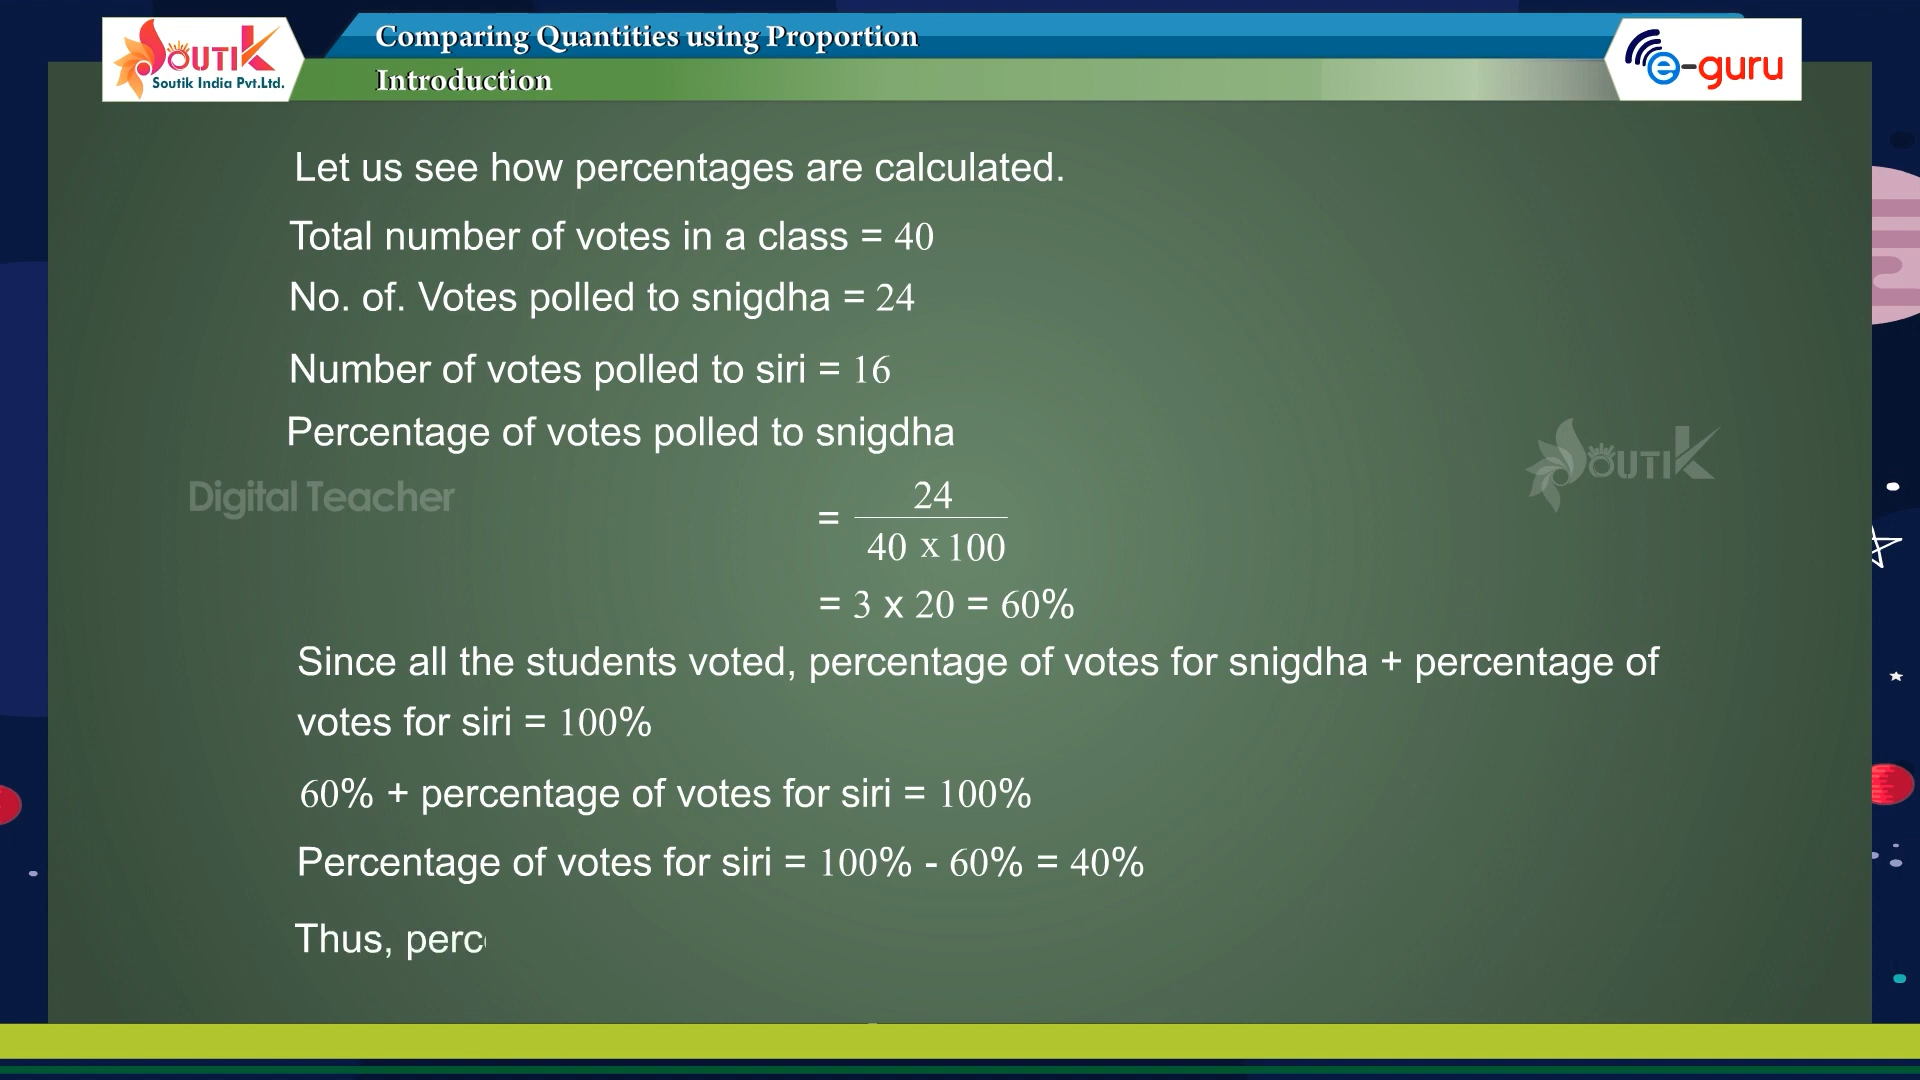 SOUTIK
Soutik India Pvt.Ltd.
Comparing Quantities using Proportion
Introduction
e-guru
Let us see how percentages are calculated.
Total number of votes in a class = 40
No. of. Votes polled to snigdha = 24
Number of votes polled to siri = 16
Percentage of votes polled to snigdha
Digital Teacher
SOUTIK
= 24
40 x 100
= 3 x 20 = 60%
Since all the students voted, percentage of votes for snigdha + percentage of
votes for siri = 100%
60% + percentage of votes for siri = 100%
Percentage of votes for siri = 100% - 60% = 40%
Thus, perc